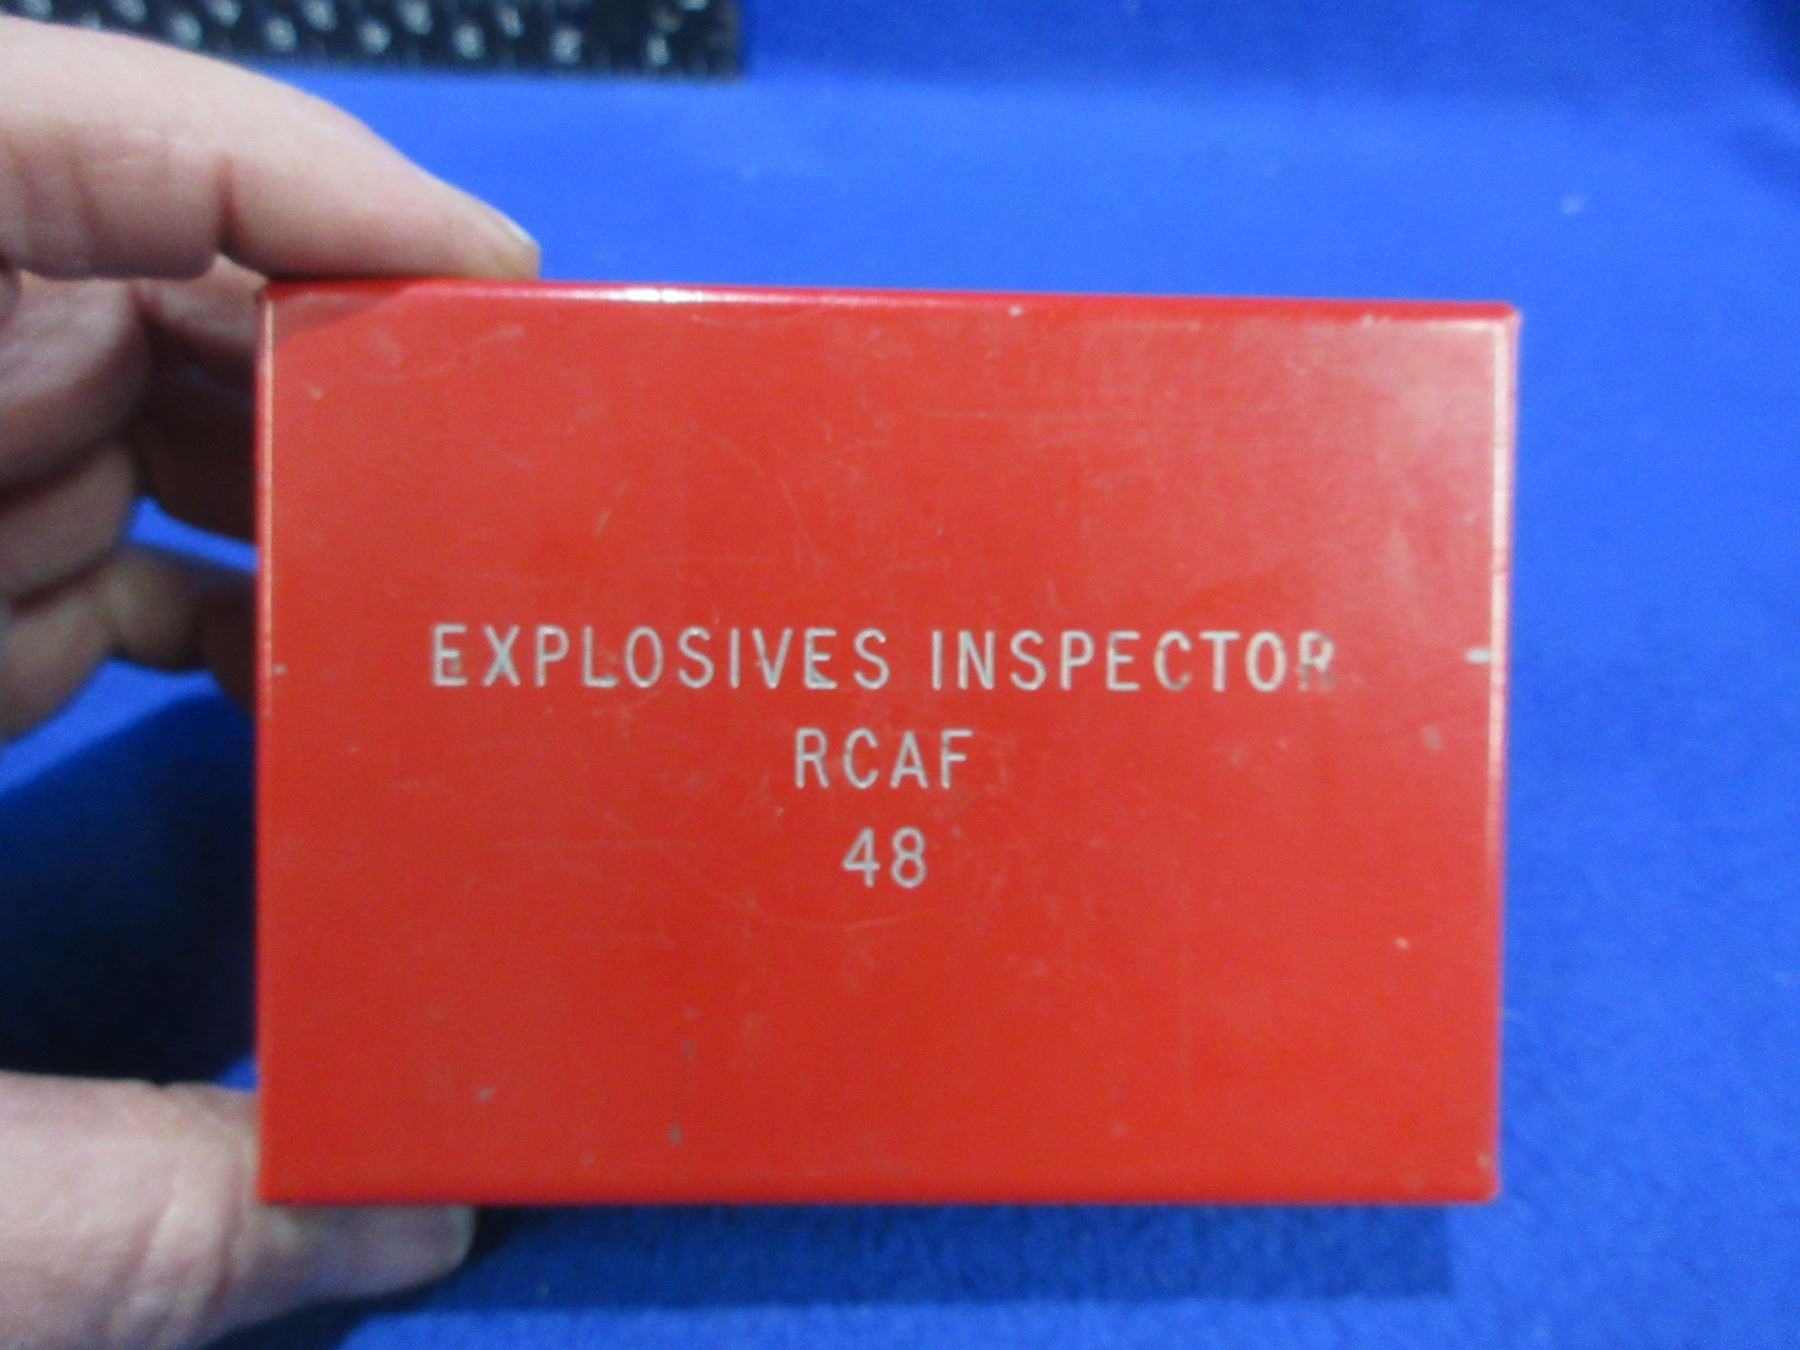 EXPLOSIVES INSPECTOR
RCAF
48